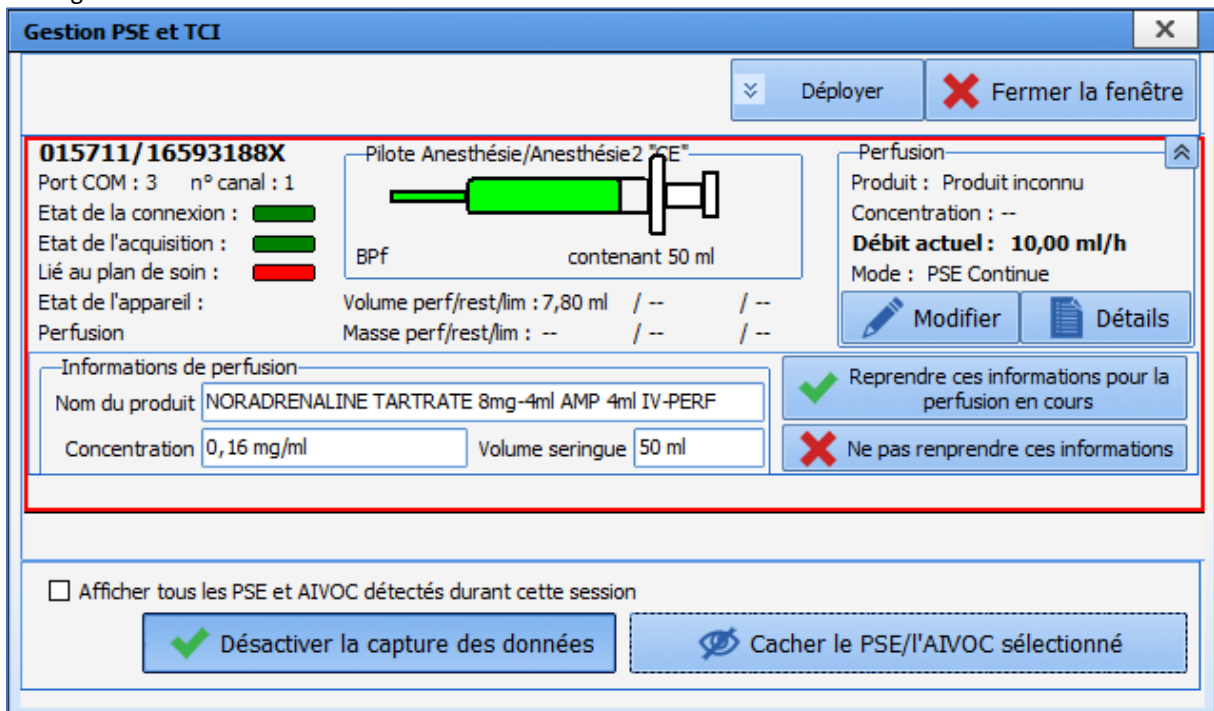 Gestion PSE et TCI
Déployer
Fermer la fenêtre
015711/16593188X
Port COM : 3 n° canal : 1
Etat de la connexion :
Etat de l'acquisition :
Lié au plan de soin :
Etat de l'appareil :
Perfusion
Pilote Anesthésie/Anesthésie2 "CE"
BPf contenant 50 ml
Volume perf/rest/lim : 7,80 ml / -- / --
Masse perf/rest/lim : -- / -- / --
Perfusion
Produit : Produit inconnu
Concentration : --
Débit actuel : 10,00 ml/h
Mode : PSE Continue
Modifier
Détails
Informations de perfusion
Nom du produit NORADRENALINE TARTRATE 8mg-4ml AMP 4ml IV-PERF
Concentration 0,16 mg/ml Volume seringue 50 ml
Reprendre ces informations pour la
perfusion en cours
Ne pas renprendre ces informations
Afficher tous les PSE et AIVOC détectés durant cette session
Désactiver la capture des données
Cacher le PSE/l'AIVOC sélectionné